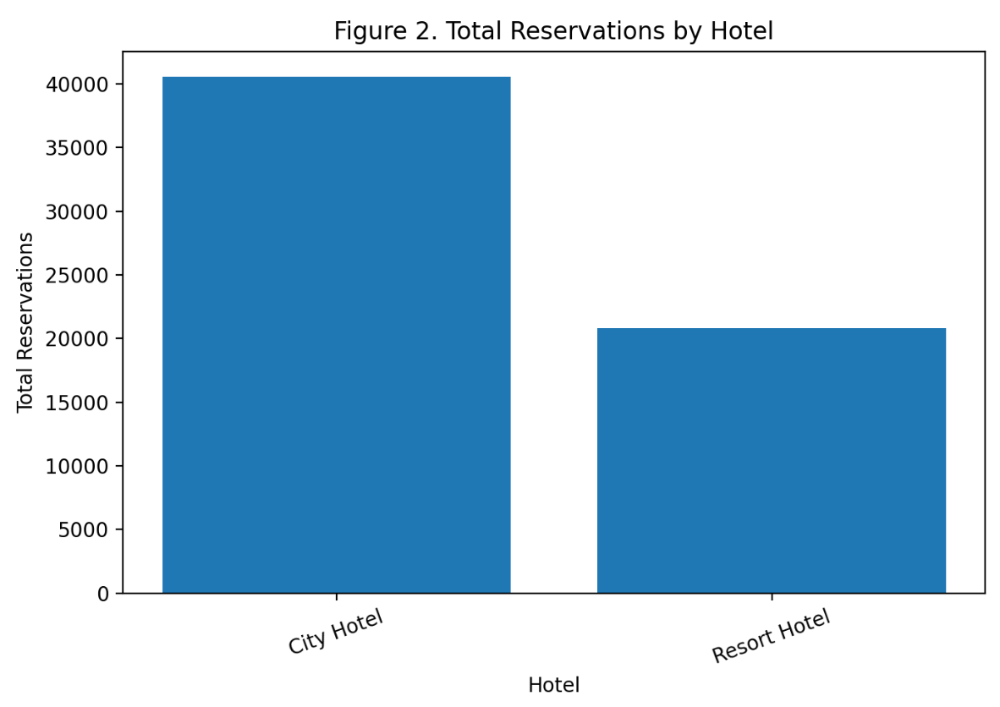 Figure 2. Total Reservations by Hotel
Total Reservations
40000
35000
30000
25000
20000
15000
10000
5000
0
City Hotel
Resort Hotel
Hotel